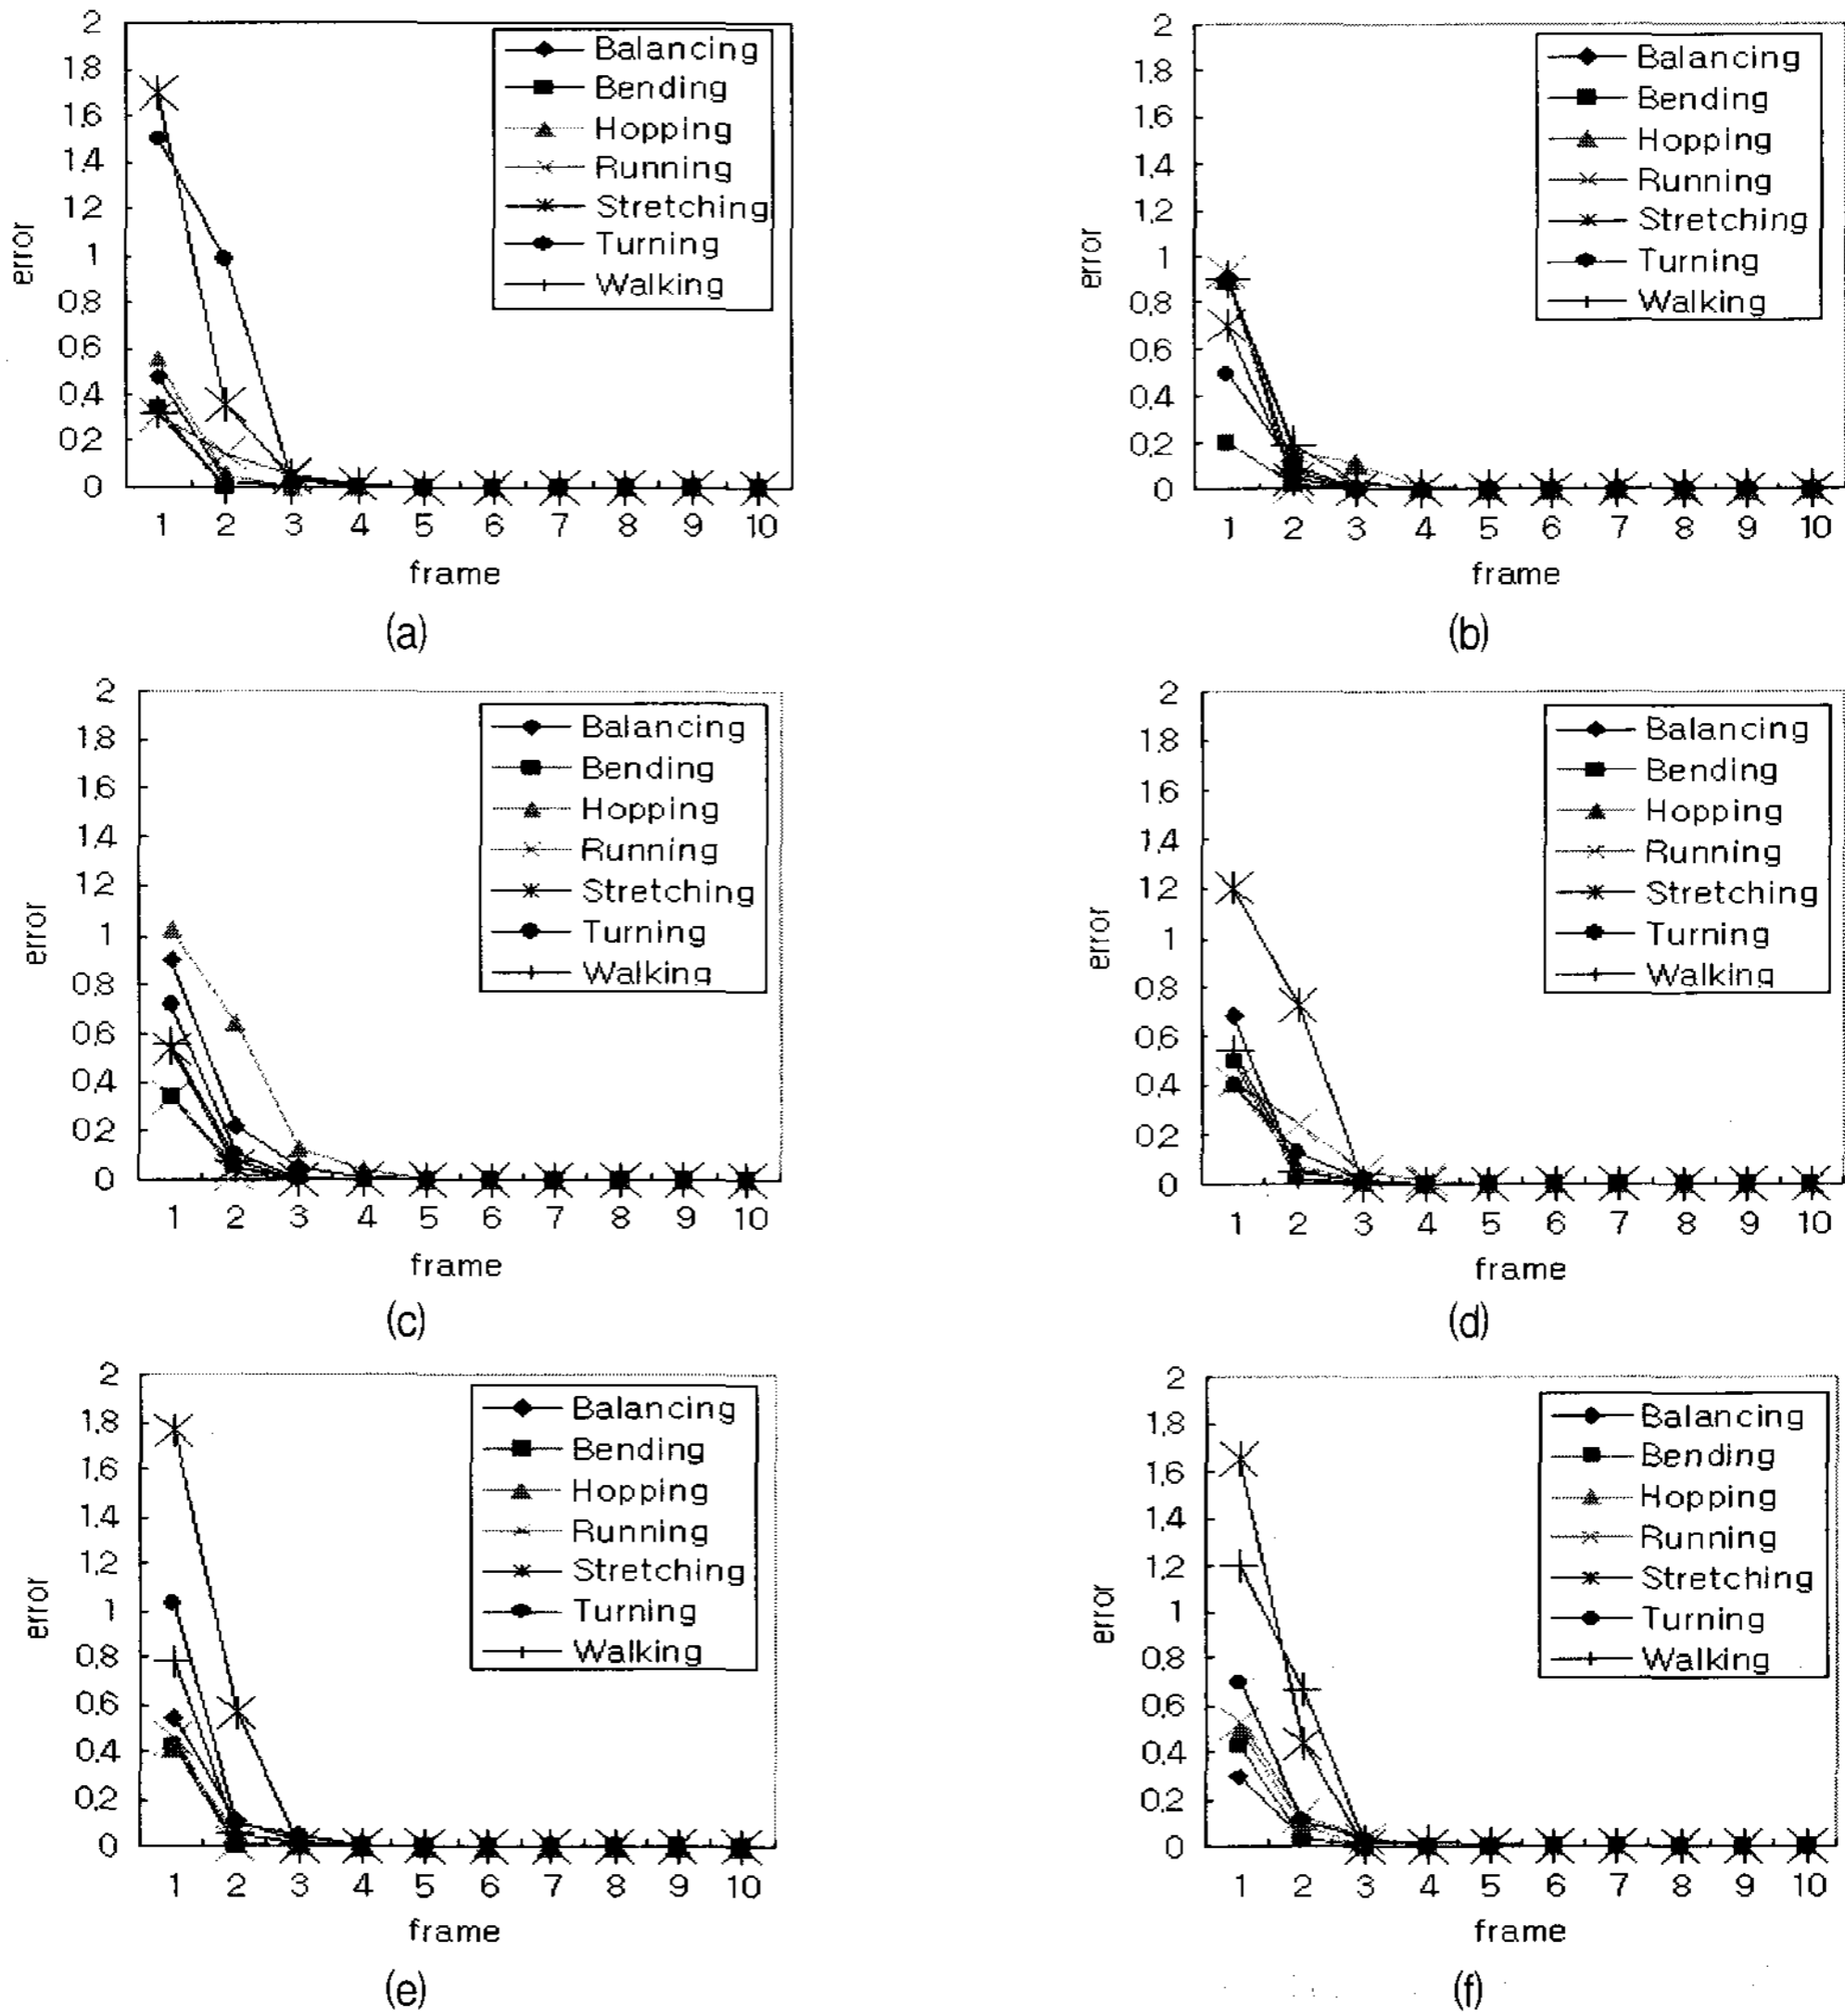 2
1.8
1.6
1.4
1.2
1
0.8
0.6
0.4
0.2
0
error
Balancing
Bending
Hopping
Running
Stretching
Turning
Walking
1 2 3 4 5 6 7 8 9 10
frame
(a)
2
1.8
1.6
1.4
1.2
1
0.8
0.6
0.4
0.2
0
error
Balancing
Bending
Hopping
Running
Stretching
Turning
Walking
1 2 3 4 5 6 7 8 9 10
frame
(b)
2
1.8
1.6
1.4
1.2
1
0.8
0.6
0.4
0.2
0
error
Balancing
Bending
Hopping
Running
Stretching
Turning
Walking
1 2 3 4 5 6 7 8 9 10
frame
(c)
2
1.8
1.6
1.4
1.2
1
0.8
0.6
0.4
0.2
0
error
Balancing
Bending
Hopping
Running
Stretching
Turning
Walking
1 2 3 4 5 6 7 8 9 10
frame
(d)
2
1.8
1.6
1.4
1.2
1
0.8
0.6
0.4
0.2
0
error
Balancing
Bending
Hopping
Running
Stretching
Turning
Walking
1 2 3 4 5 6 7 8 9 10
frame
(e)
2
1.8
1.6
1.4
1.2
1
0.8
0.6
0.4
0.2
0
error
Balancing
Bending
Hopping
Running
Stretching
Turning
Walking
1 2 3 4 5 6 7 8 9 10
frame
(f)